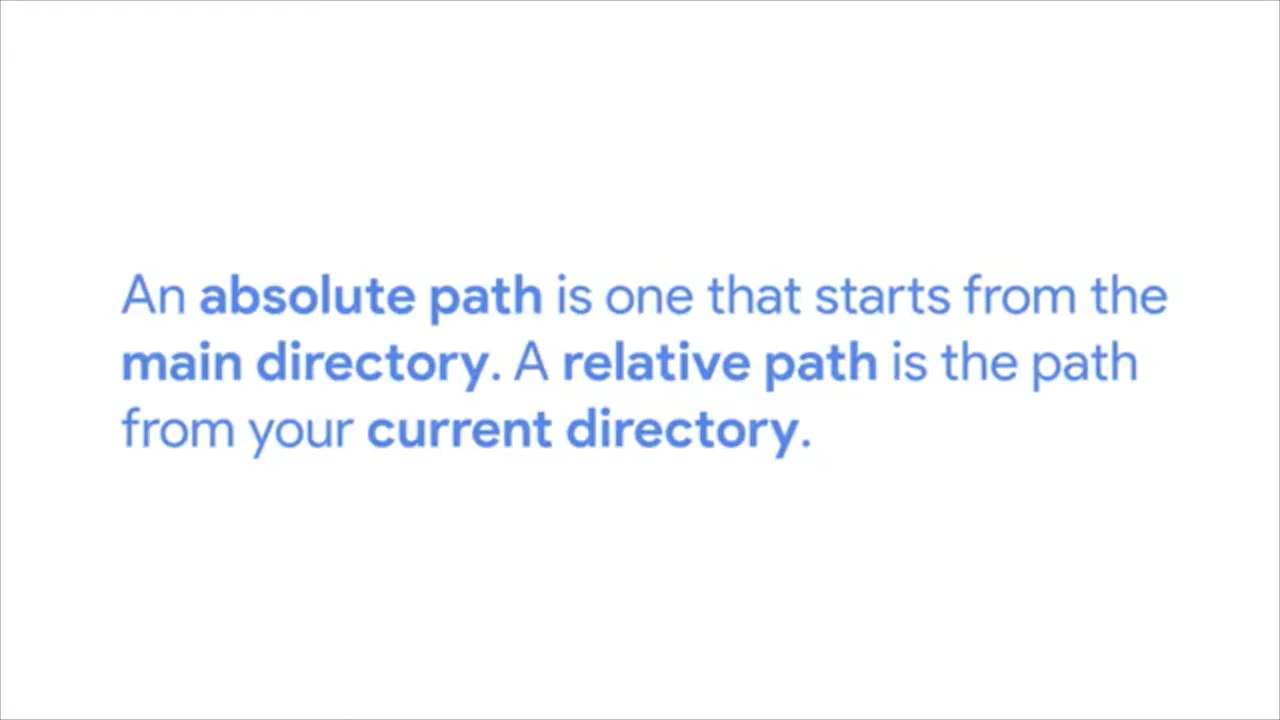 An absolute path is one that starts from the
main directory. A relative path is the path
from your current directory.